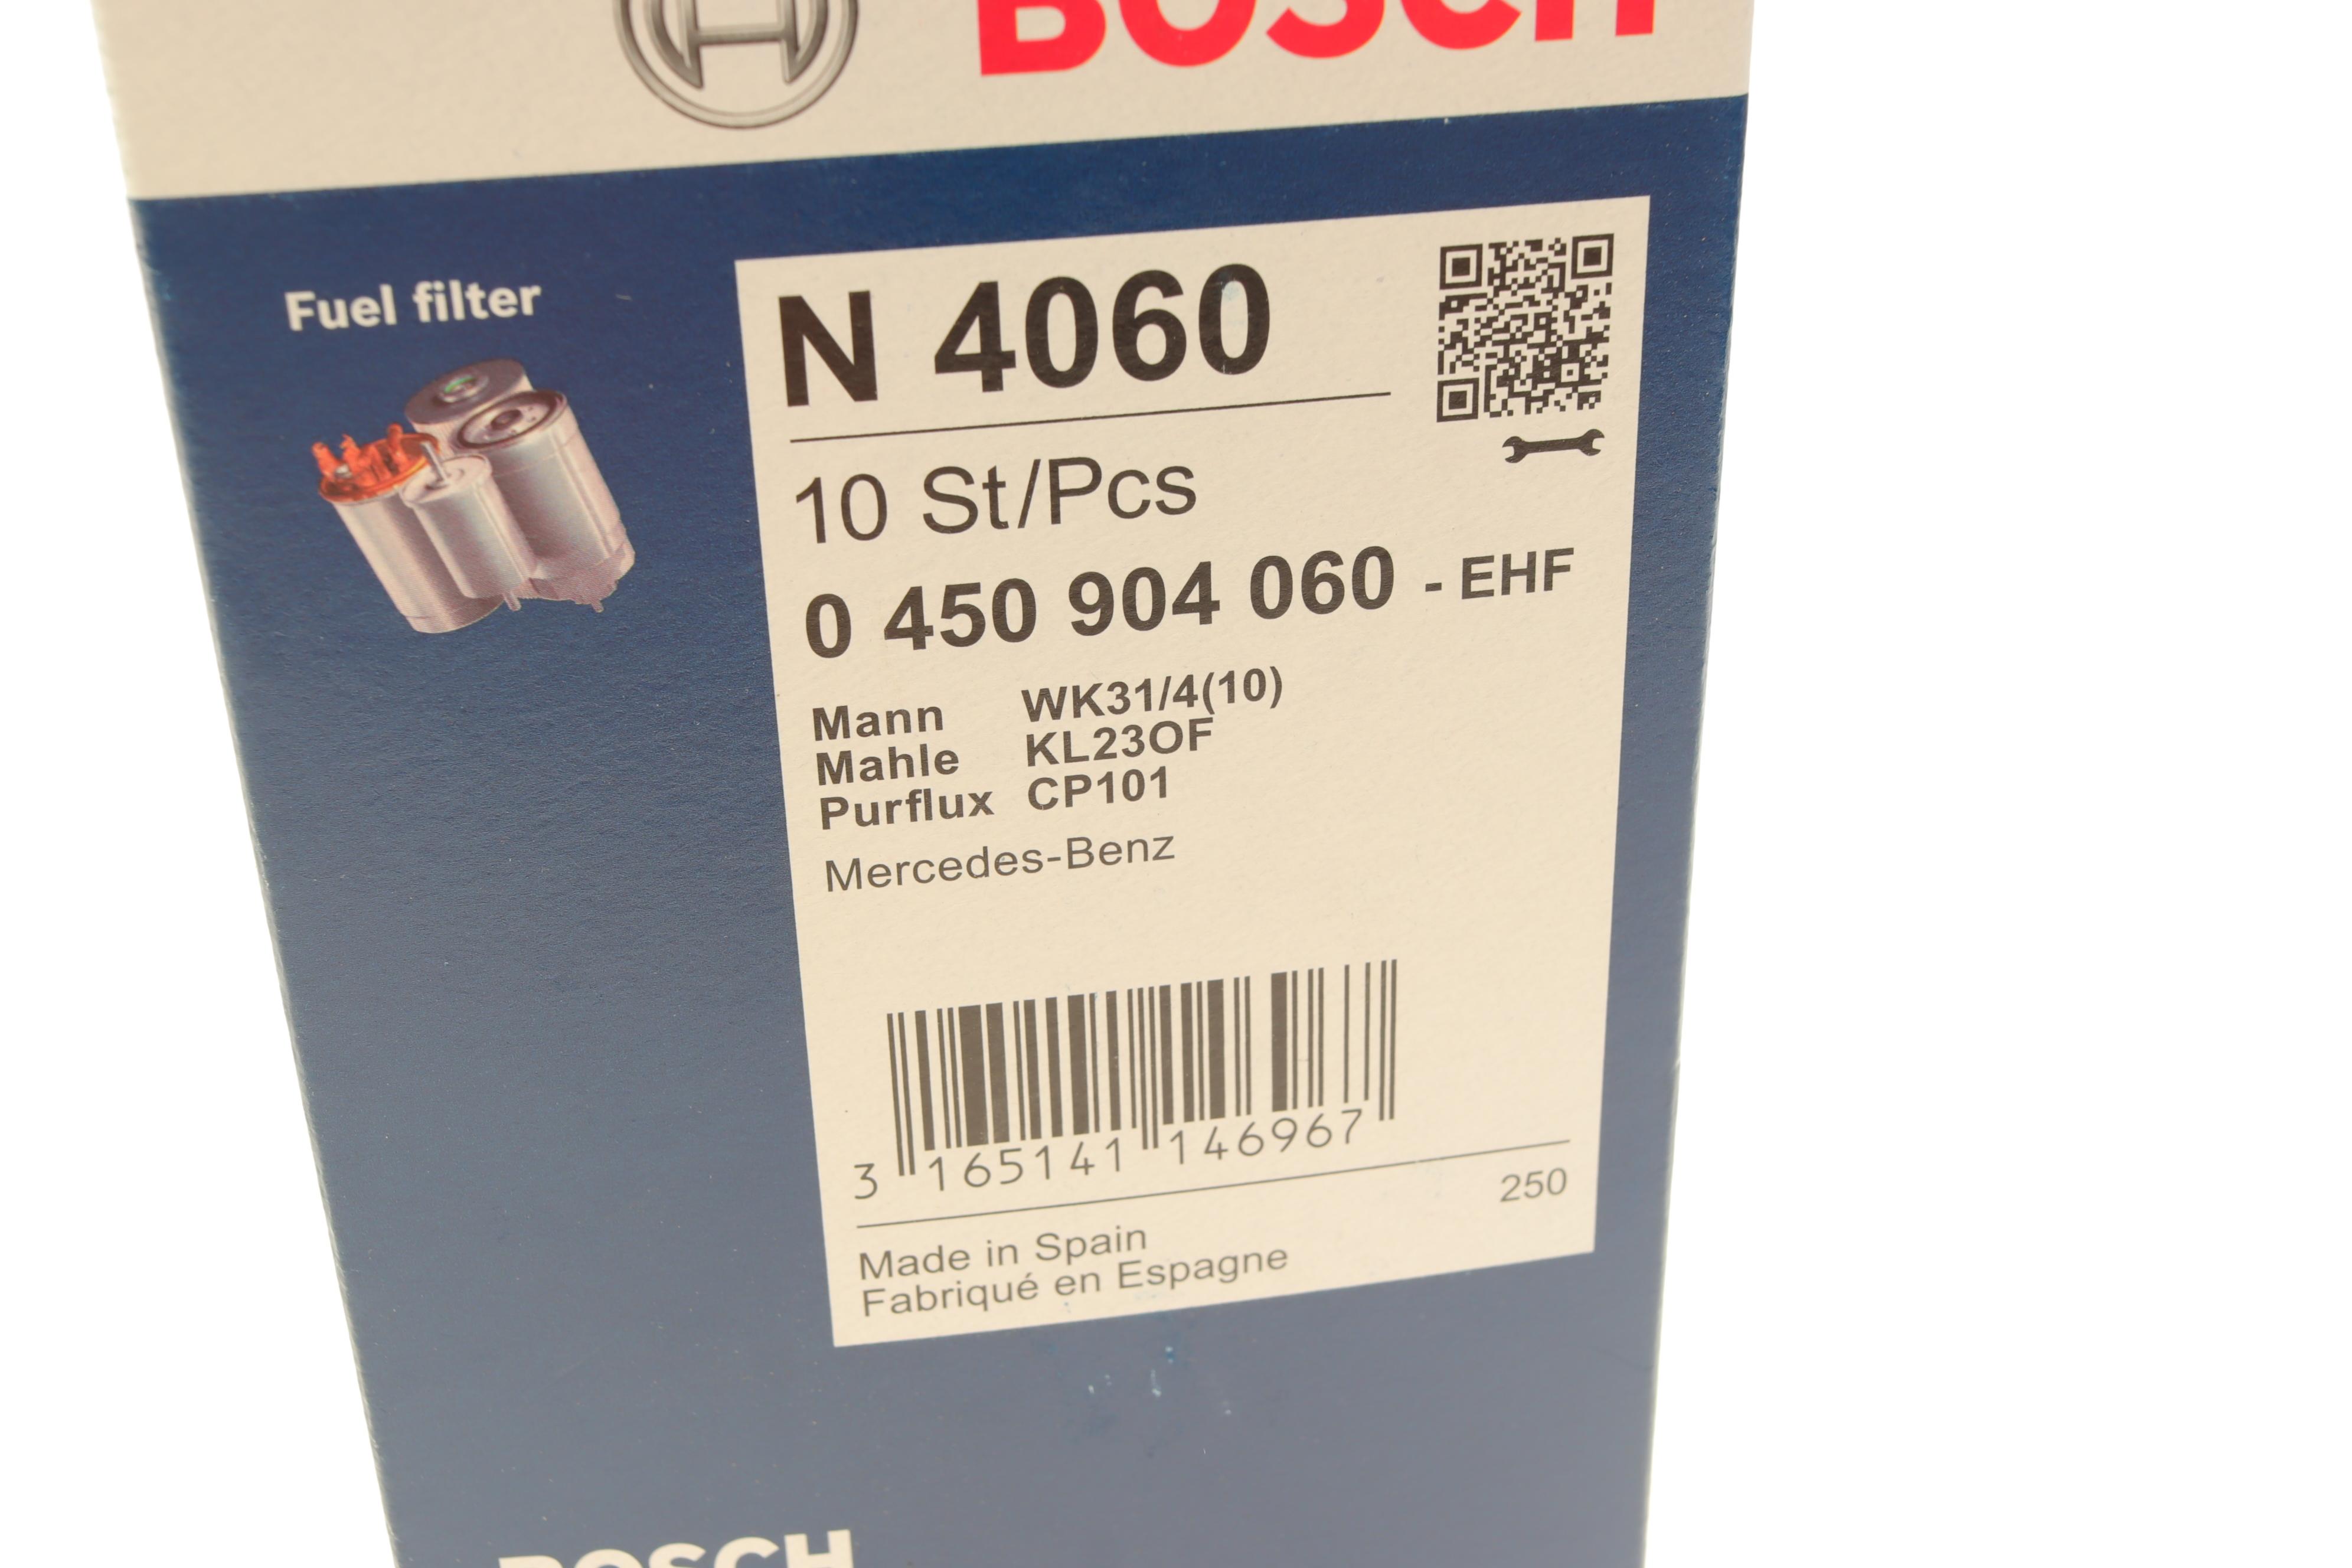 BOSCH
Fuel filter
N 4060
10 St/Pcs
0 450 904 060 - EHF
Mann WK31/4(10)
Mahle KL23OF
Purflux CP101
Mercedes-Benz
3 165141 146967
250
Made in Spain
Fabriqué en Espagne
BOSCH